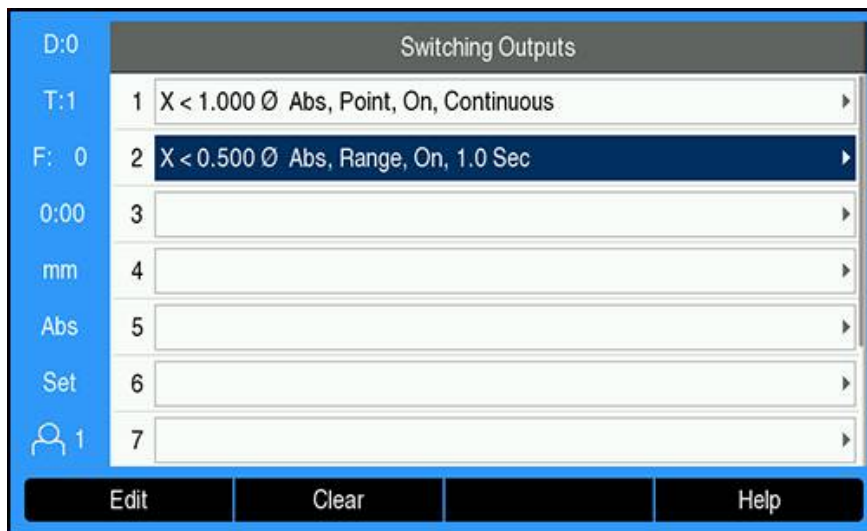 Switching Outputs
D:0
T:1
F: 0
0:00
mm
Abs
Set
1
1 X < 1.000 Ø Abs, Point, On, Continuous
2 X < 0.500 Ø Abs, Range, On, 1.0 Sec
3
4
5
6
7
Edit Clear Help